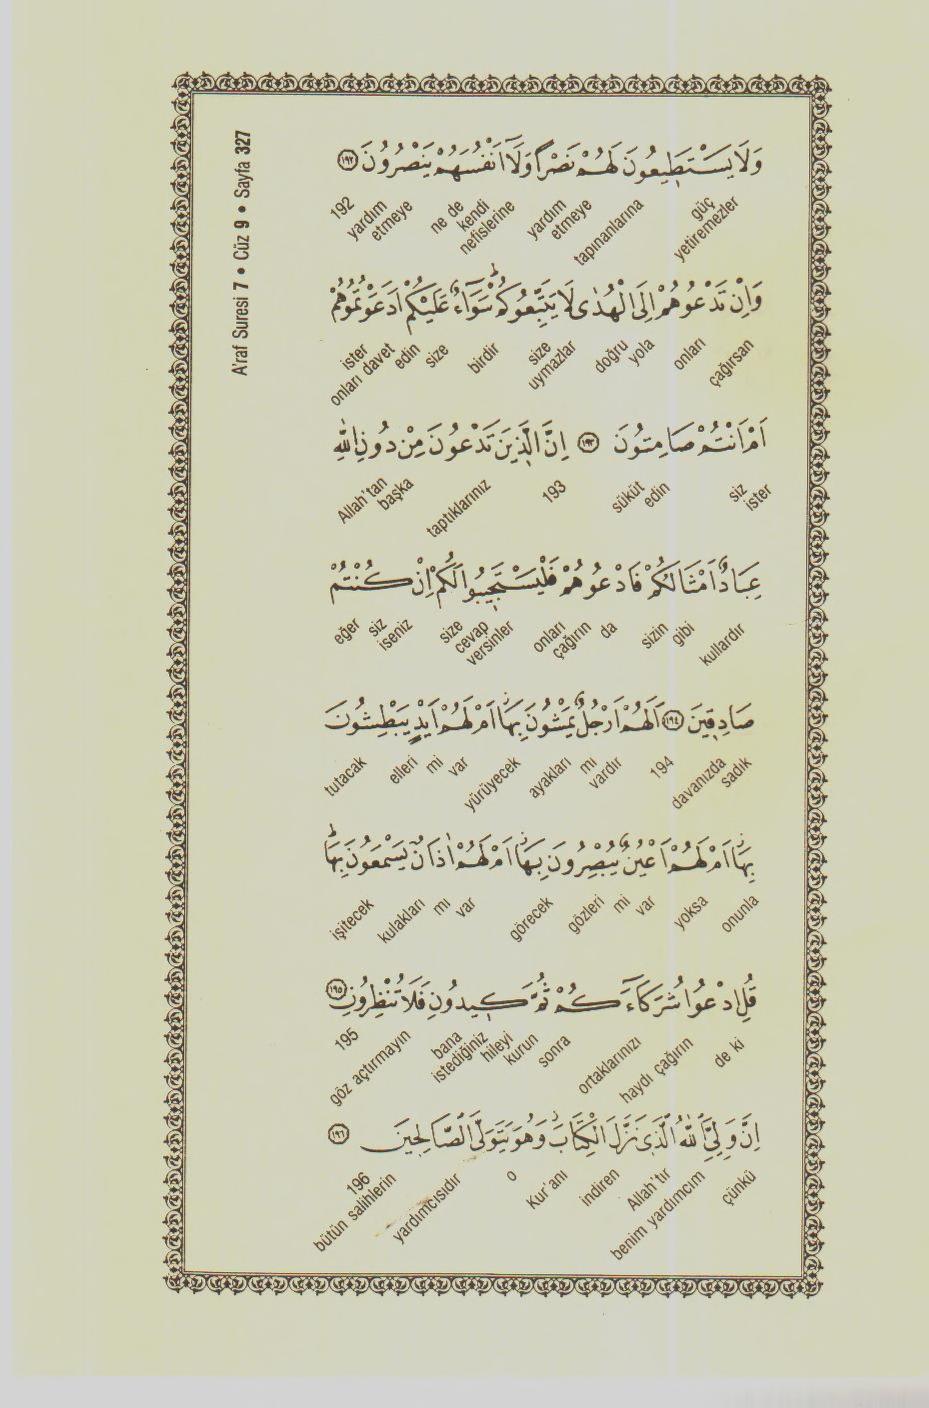 A'raf Suresi 7 • Cüz 9 • Sayfa 327
وَلَا يَسْتَطِيعُونَ لَهُمْ نَصْرًا وَلَٓا اَنْفُسَهُمْ يَنْصُرُونَ ﴿١٩٢﴾
güç yetiremezler tapınanlarına yardım etmeye ne de kendi nefislerine yardım etmeye 192
وَاِنْ تَدْعُوهُمْ اِلَى الْهُدٰى لَا يَتَّبِعُوكُمْۜ سَوَٓاءٌ عَلَيْكُمْ اَدَعَوْتُمُوهُمْ
çağırsan onları doğru yola size uymazlar birdir size ister onları davet edin
اَمْ اَنْتُمْ صَامِتُونَ ﴿١٩٣﴾ اِنَّ الَّذِينَ تَدْعُونَ مِنْ دُونِ اللّٰهِ
siz ister süküt edin 193 taptıklarınız Allah'tan başka
عِبَادٌ اَمْثَالُكُمْ فَادْعُوهُمْ فَلْيَسْتَجِيبُوا لَكُمْ اِنْ كُنْتُمْ
kullardır sizin gibi da onları çağırın size cevap versinler eğer siz iseniz
صَادِقِينَ ﴿١٩٤﴾ اَلَهُمْ اَرْجُلٌ يَمْشُونَ بِهَاۘ اَمْ لَهُمْ اَيْدٍ يَبْطِشُونَ
davanızda sadık 194 mi vardır ayakları yürüyecek var mi elleri tutacak
بِهَاۘ اَمْ لَهُمْ اَعْيُنٌ يُبْصِرُونَ بِهَاۘ اَمْ لَهُمْ اٰذَانٌ يَسْمَعُونَ بِهَاۜ
onunla yoksa var mi gözleri görecek var mı kulakları işitecek
قُلِ ادْعُوا شُرَكَٓاءَكُمْ ثُمَّ كِيدُونِ فَلَا تُنْظِرُونِ ﴿١٩٥﴾
de ki haydı çağırın ortaklarınızı sonra bana istediğiniz hileyi kurun göz açtırmayın 195
اِنَّ وَلِيِّيَ اللّٰهُ الَّذِي نَزَّلَ الْكِتَابَۘ وَهُوَ يَتَوَلَّى الصَّالِحِينَ ﴿١٩٦﴾
çünkü benim yardımcım Allah'tır indiren Kur'anı o yardımcısıdır bütün salihlerin 196